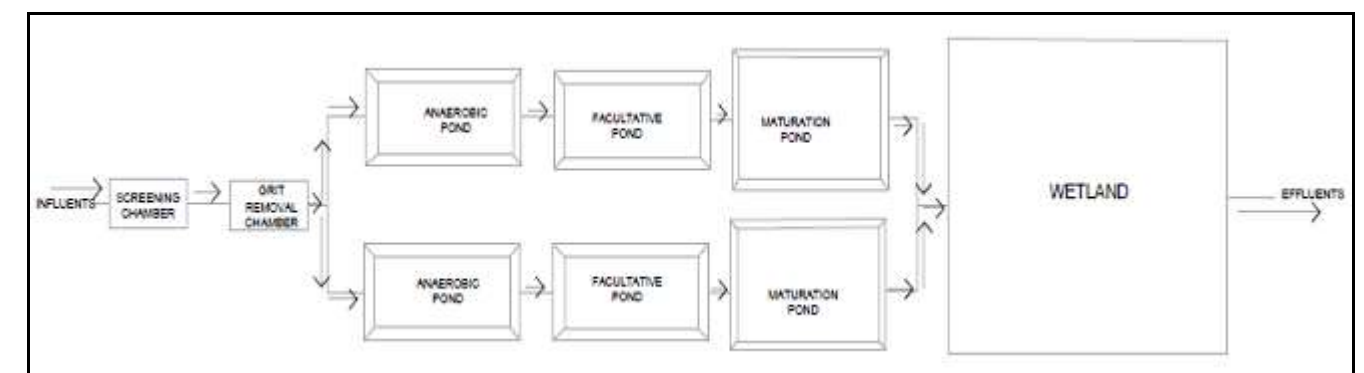 INFLUENTS
SCREENING
CHAMBER
GRIT
REMOVAL
CHAMBER
ANAEROBIC
POND
FACULTATIVE
POND
MATURATION
POND
ANAEROBIC
POND
FACULTATIVE
POND
MATURATION
POND
WETLAND
EFFLUENTS